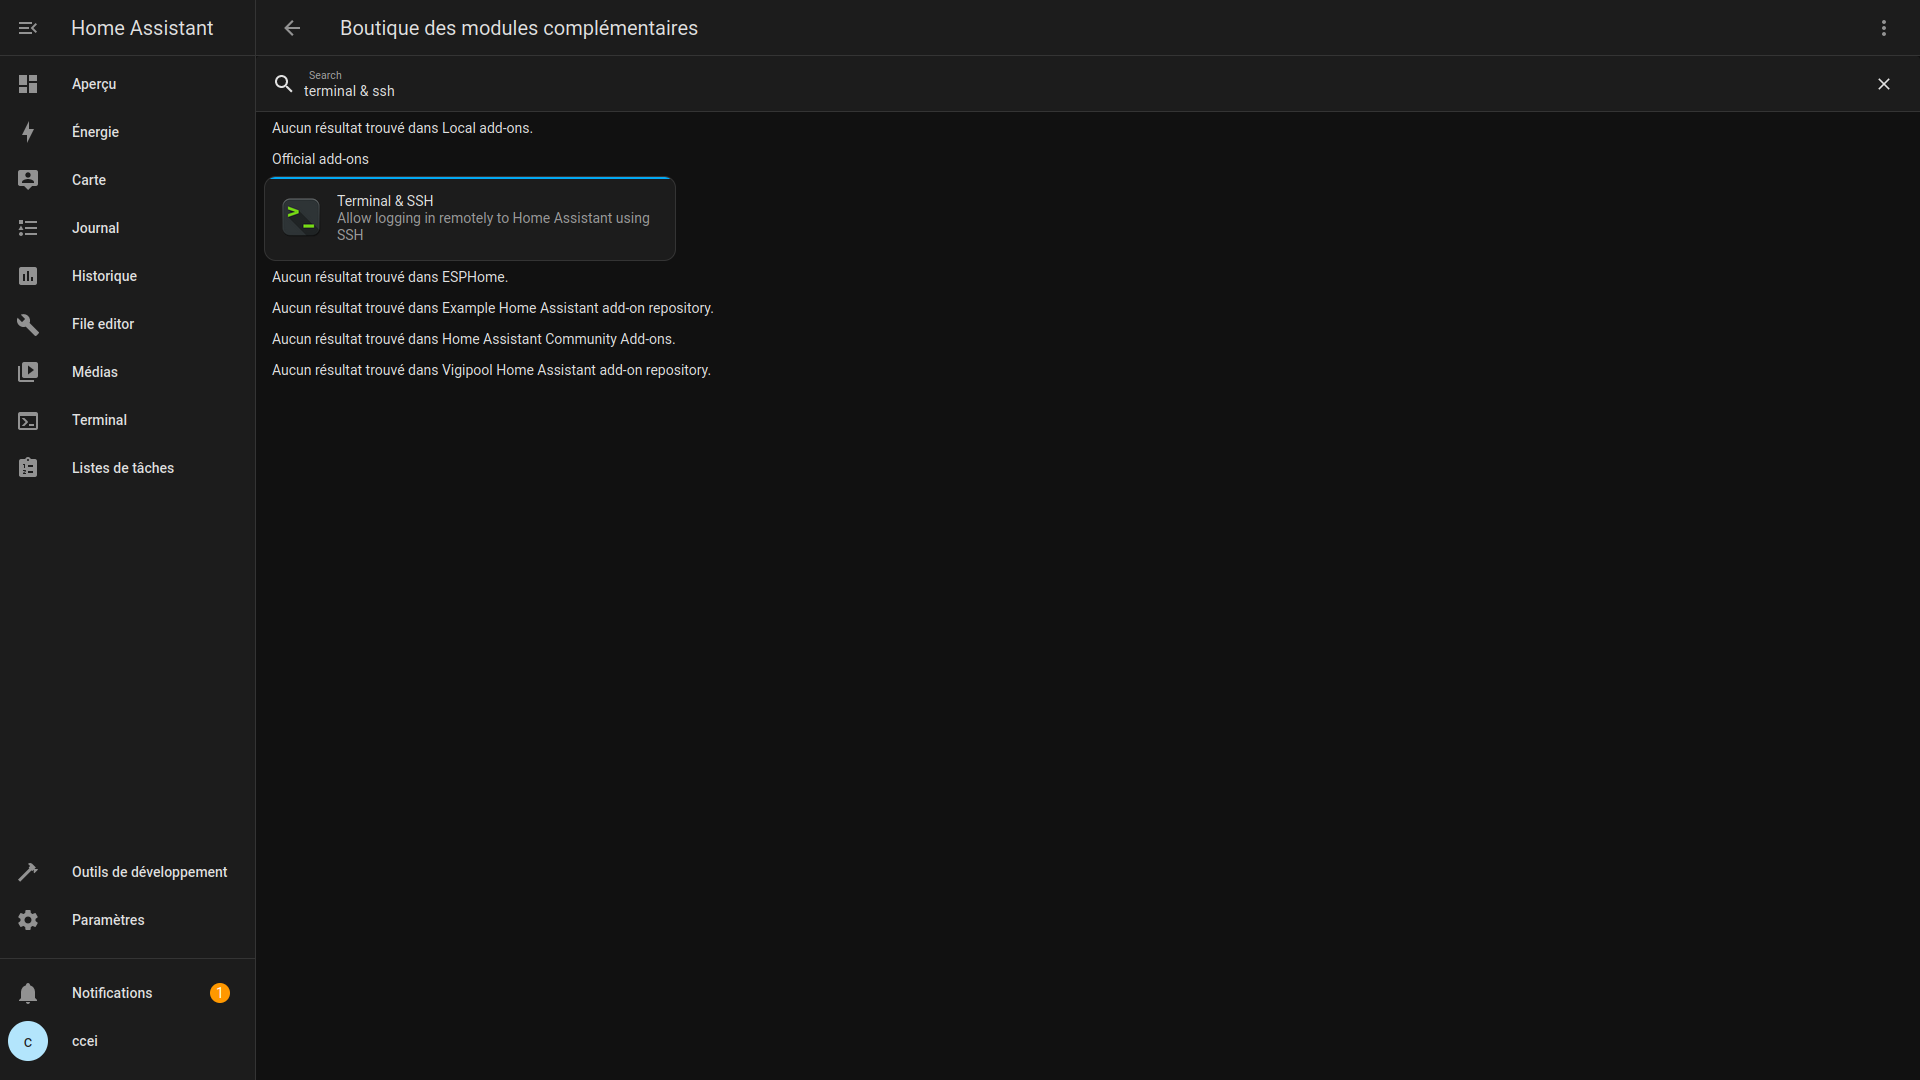 Home Assistant
Boutique des modules complémentaires
Aperçu
Énergie
Carte
Journal
Historique
File editor
Médias
Terminal
Listes de tâches
Outils de développement
Paramètres
Notifications 1
c ccei
Search
terminal & ssh
Aucun résultat trouvé dans Local add-ons.
Official add-ons
Terminal & SSH
Allow logging in remotely to Home Assistant using
SSH
Aucun résultat trouvé dans ESPHome.
Aucun résultat trouvé dans Example Home Assistant add-on repository.
Aucun résultat trouvé dans Home Assistant Community Add-ons.
Aucun résultat trouvé dans Vigipool Home Assistant add-on repository.